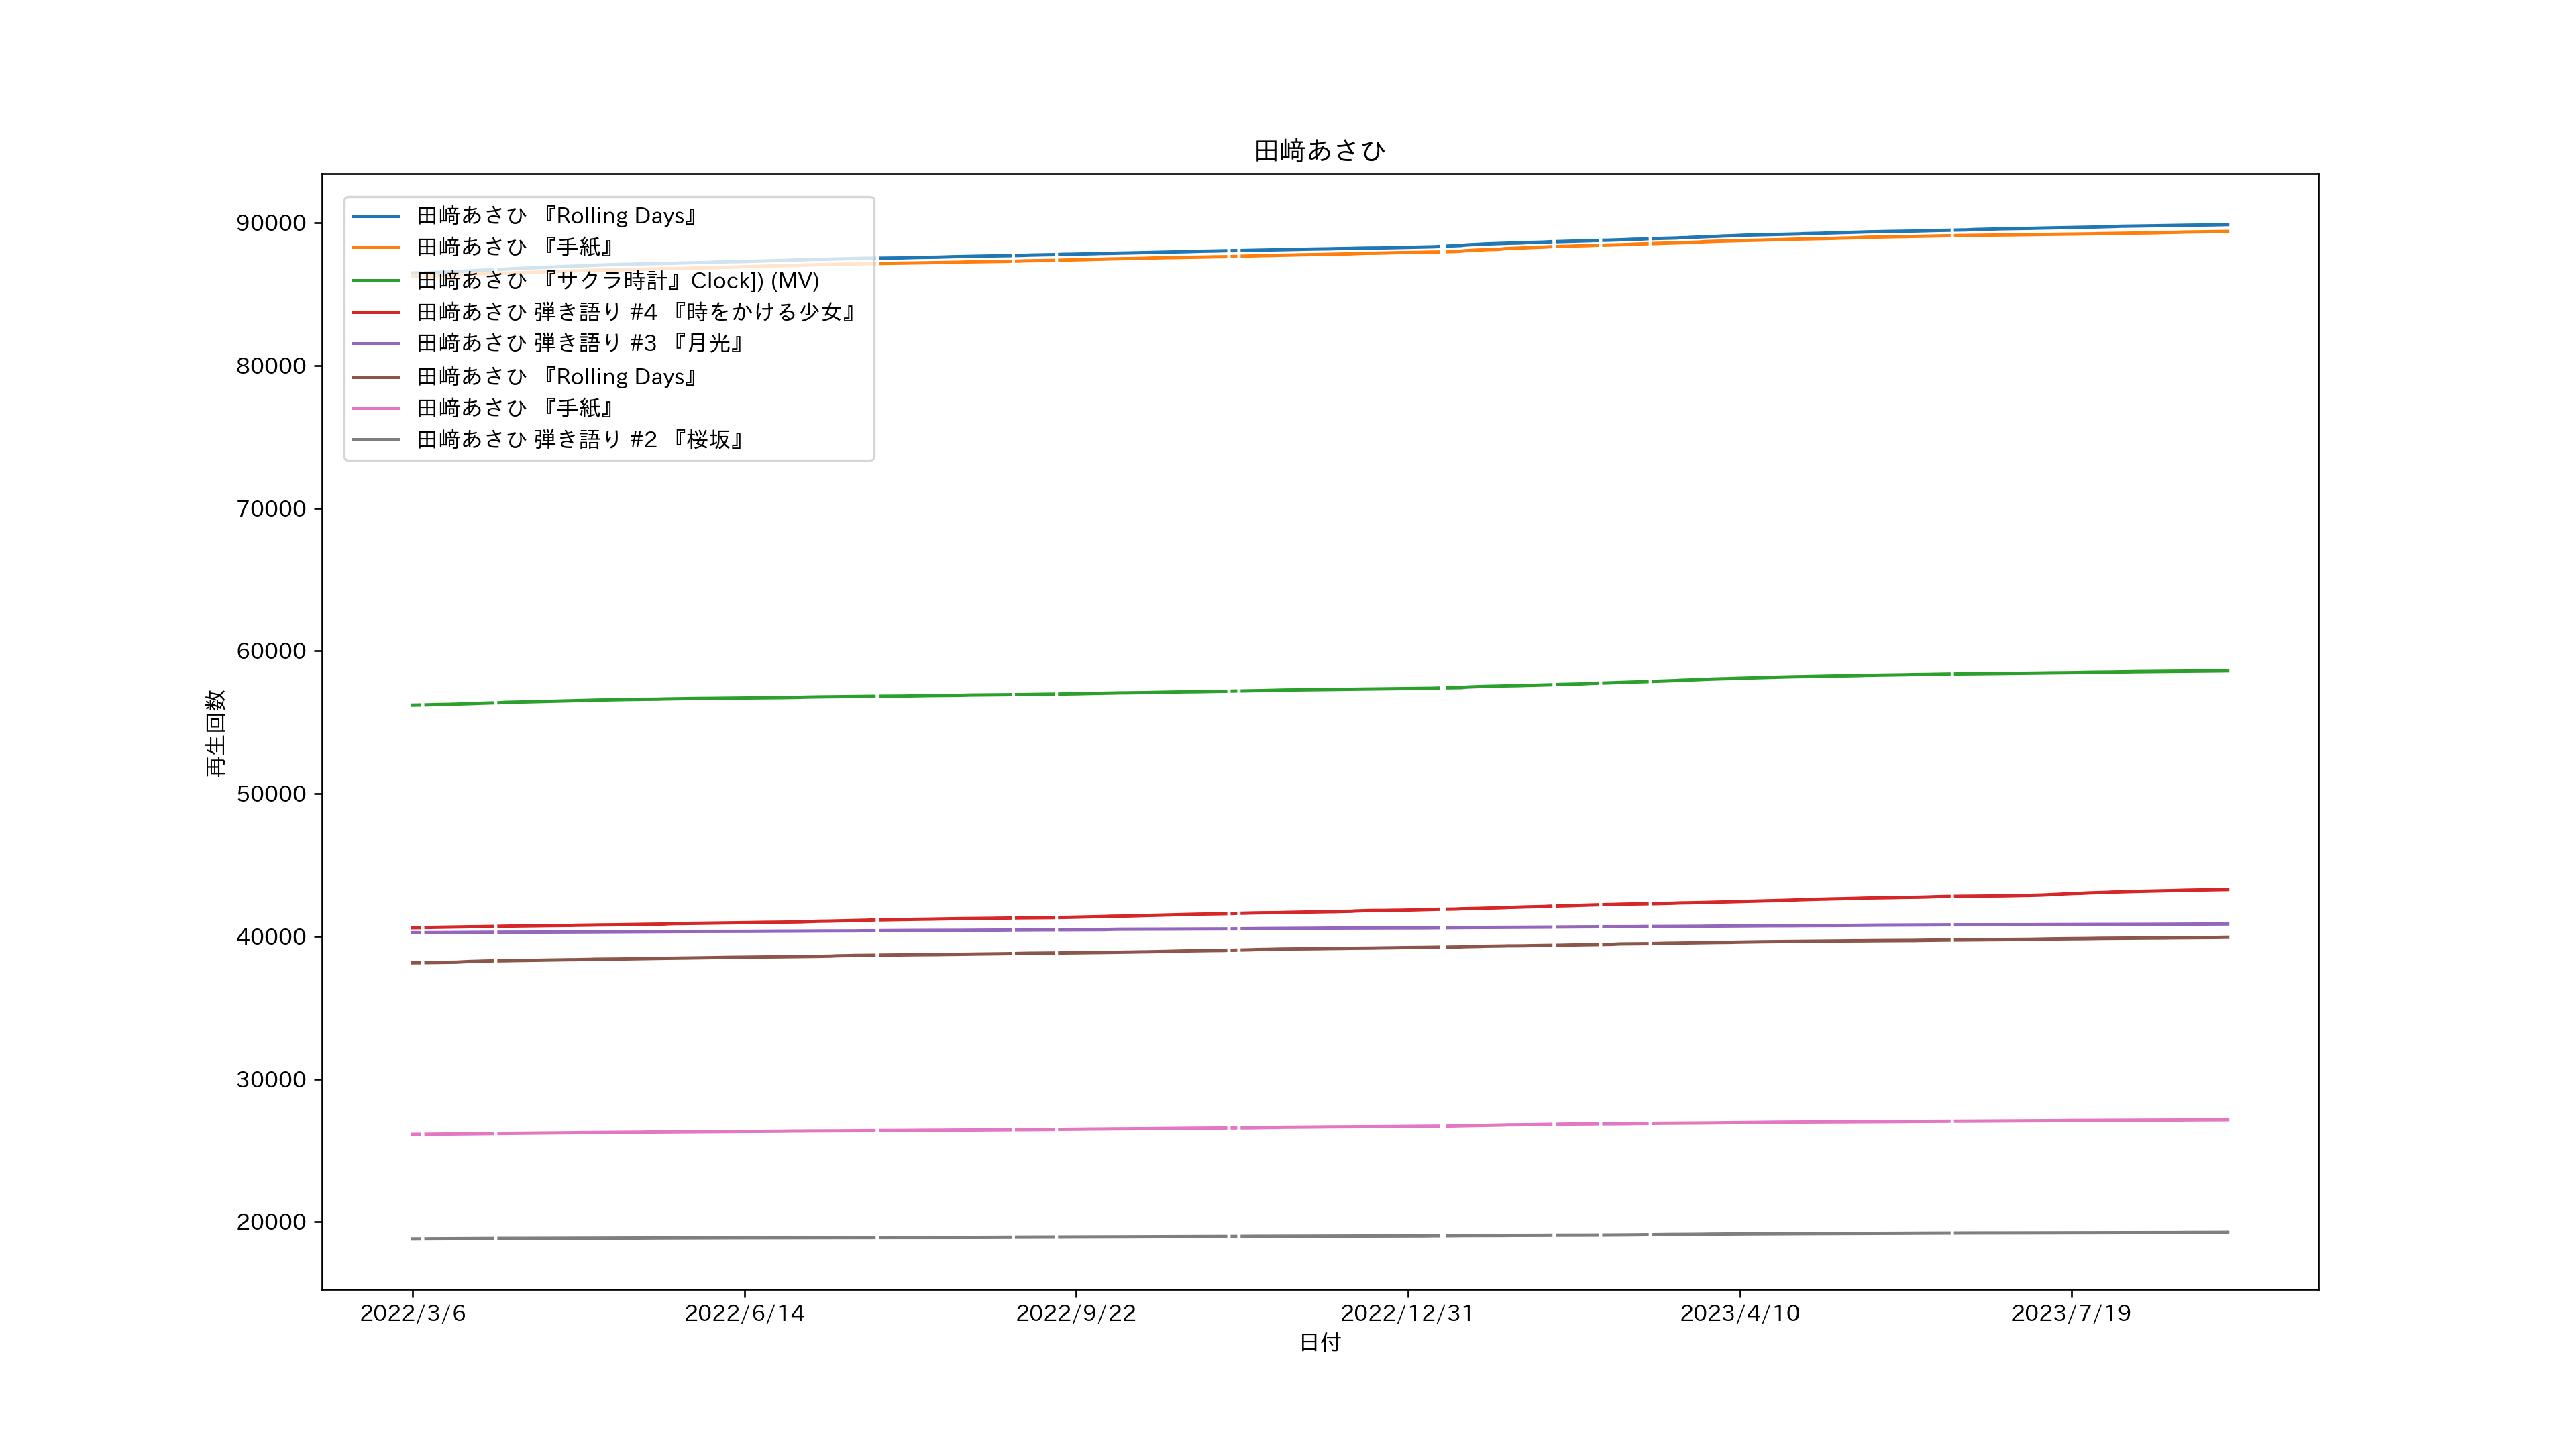 田﨑あさひ
90000
80000
70000
60000
50000
40000
30000
20000
再生回数
田﨑あさひ 『Rolling Days』
田﨑あさひ 『手紙』
田﨑あさひ 『サクラ時計』Clock]) (MV)
田﨑あさひ 弾き語り #4 『時をかける少女』
田﨑あさひ 弾き語り #3 『月光』
田﨑あさひ 『Rolling Days』
田﨑あさひ 『手紙』
田﨑あさひ 弾き語り #2 『桜坂』
2022/3/6 2022/6/14 2022/9/22 2022/12/31 2023/4/10 2023/7/19
日付